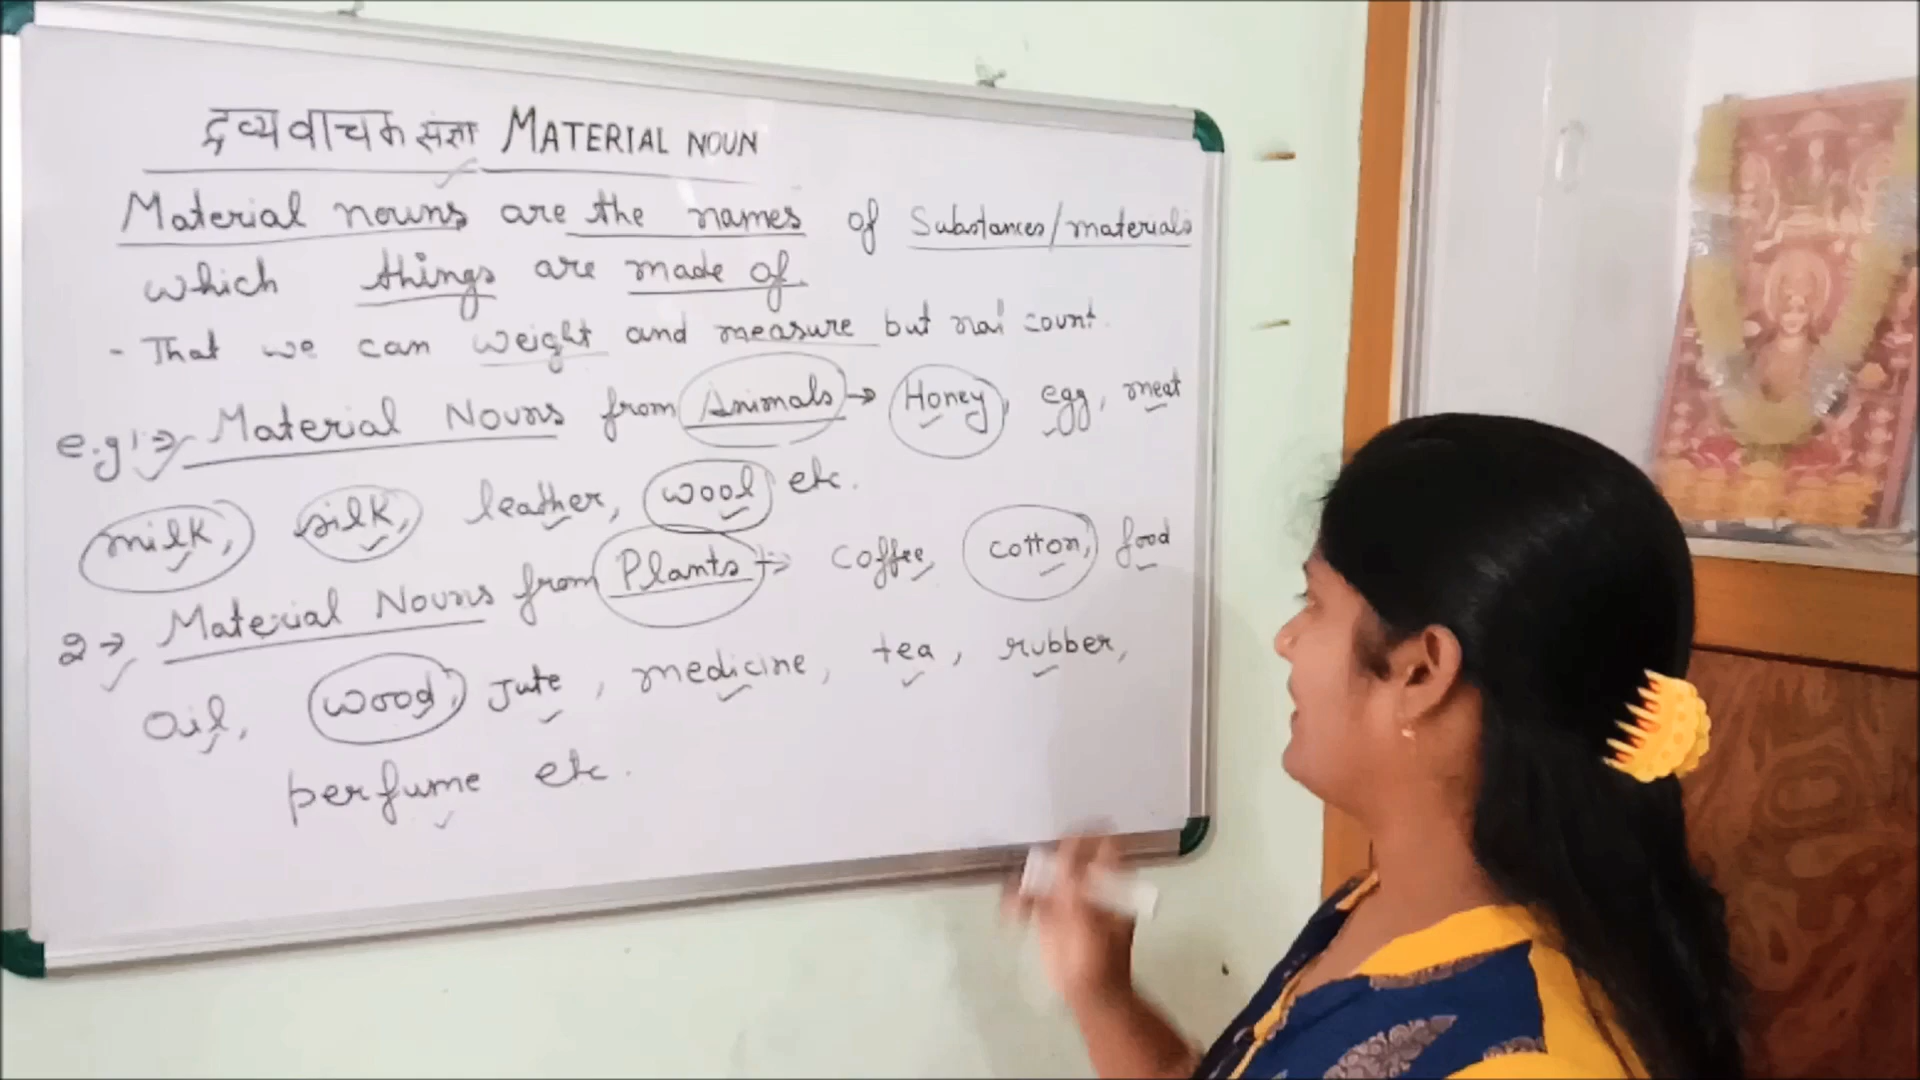 द्रव्यवाचक संज्ञा MATERIAL NOUN
Material nouns are the names of Substances/materials
which things are made of.
- That we can weight and measure but not count.
e.g:→ Material Nouns from Animals → Honey, egg, meat
milk, silk, leather, wool etc.
2→ Material Nouns from Plants → coffee, cotton, food
oil, wood, Jute, medicine, tea, rubber,
perfume etc.